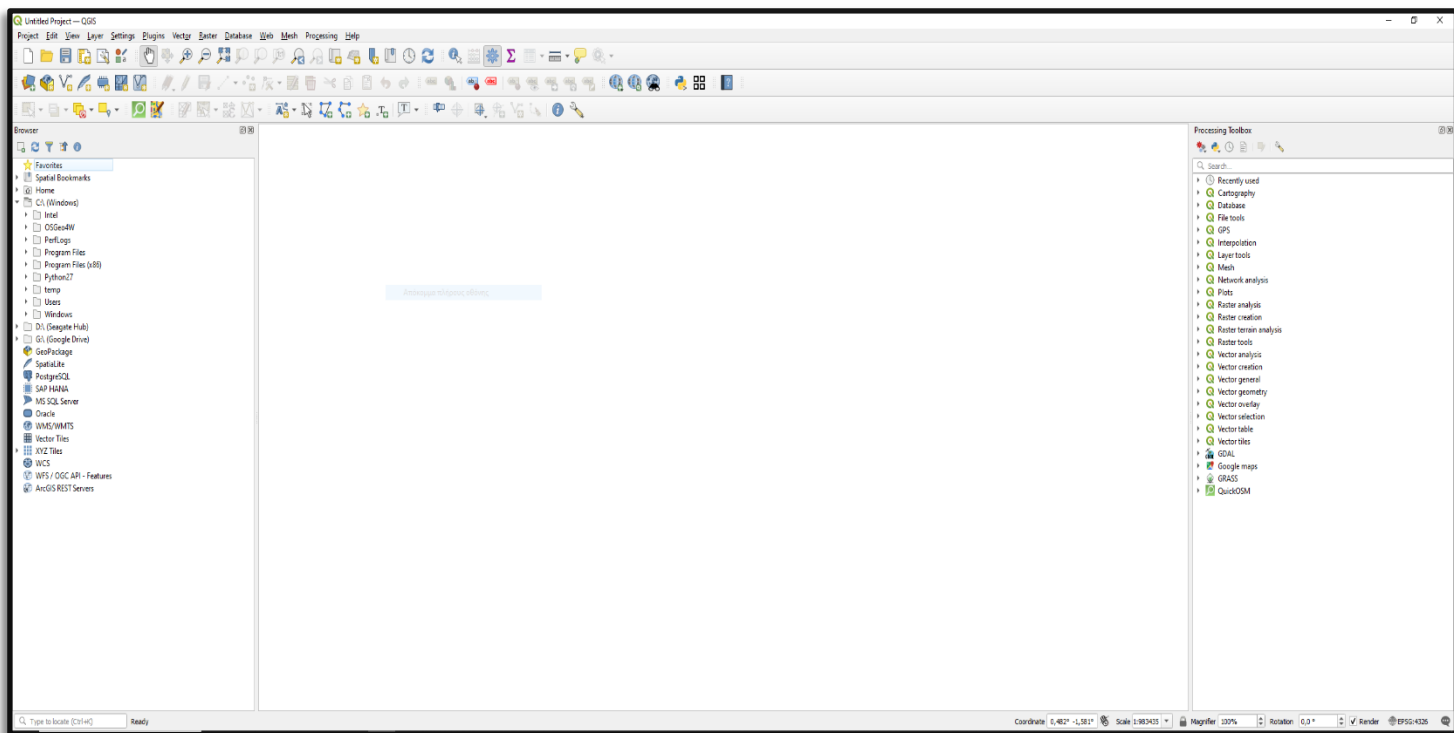 Untitled Project — QGIS
Project Edit View Layer Settings Plugins Vector Raster Database Web Mesh Processing Help
Browser
Favorites
Spatial Bookmarks
Home
C:\ (Windows)
Intel
OSGeo4W
PerfLogs
Program Files
Program Files (x86)
Python27
temp
Users
Windows
D:\ (Seagate Hub)
G:\ (Google Drive)
GeoPackage
SpatiaLite
PostgreSQL
SAP HANA
MS SQL Server
Oracle
WMS/WMTS
Vector Tiles
XYZ Tiles
WCS
WFS / OGC API - Features
ArcGIS REST Servers
Processing Toolbox
Search...
Recently used
Cartography
Database
File tools
GPS
Interpolation
Layer tools
Mesh
Network analysis
Plots
Raster analysis
Raster creation
Raster terrain analysis
Raster tools
Vector analysis
Vector creation
Vector general
Vector geometry
Vector overlay
Vector selection
Vector table
Vector tiles
GDAL
Google maps
GRASS
QuickOSM
Type to locate (Ctrl+K) Ready Coordinate 0,482° -1,581° Scale 1:983435 Magnifier 100% Rotation 0,0 ° Render EPSG:4326